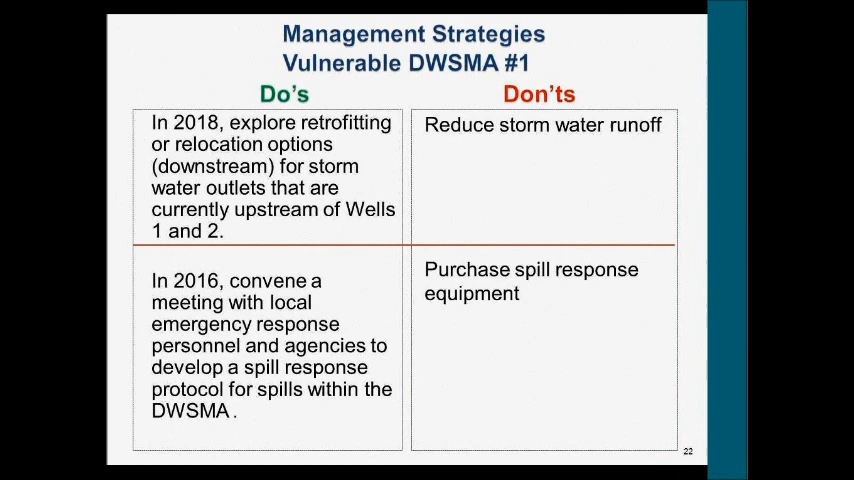 Management Strategies
Vulnerable DWSMA #1
Do's
Don'ts
In 2018, explore retrofitting
or relocation options
(downstream) for storm
water outlets that are
currently upstream of Wells
1 and 2.
Reduce storm water runoff
In 2016, convene a
meeting with local
emergency response
personnel and agencies to
develop a spill response
protocol for spills within the
DWSMA .
Purchase spill response
equipment
22